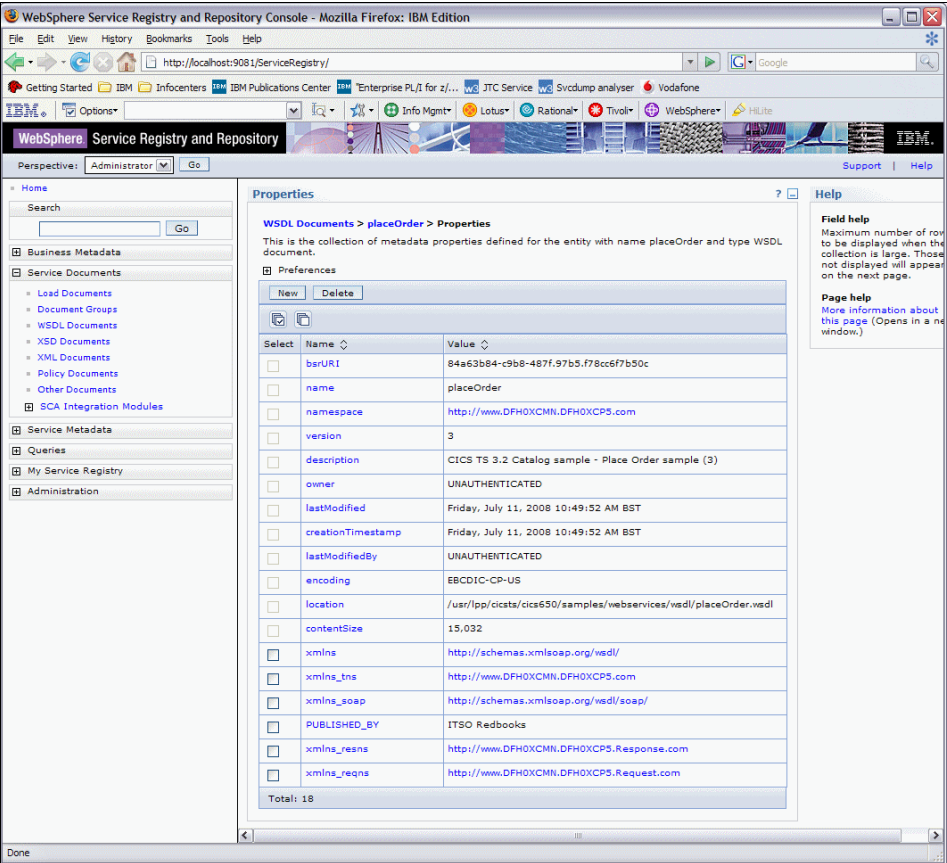 WebSphere Service Registry and Repository Console - Mozilla Firefox: IBM Edition
File Edit View History Bookmarks Tools Help
http://localhost:9081/ServiceRegistry/
G Google
Getting Started IBM Infocenters IBM IBM Publications Center IBM "Enterprise PL/I for z/... w3 JTC Service w3 Svcdump analyser Vodafone
IBM Options Info Mgmt Lotus Rational Tivoli WebSphere HiLite
WebSphere. Service Registry and Repository IBM.
Perspective: Administrator Go Support | Help
Home
Search
Go
Business Metadata
Service Documents
Load Documents
Document Groups
WSDL Documents
XSD Documents
XML Documents
Policy Documents
Other Documents
SCA Integration Modules
Service Metadata
Queries
My Service Registry
Administration
Properties ?
WSDL Documents > placeOrder > Properties
This is the collection of metadata properties defined for the entity with name placeOrder and type WSDL
document.
Preferences
New Delete
Select Name Value
bsrURI 84a63b84-c9b8-487f.97b5.f78cc6f7b50c
name placeOrder
namespace http://www.DFH0XCMN.DFH0XCP5.com
version 3
description CICS TS 3.2 Catalog sample - Place Order sample (3)
owner UNAUTHENTICATED
lastModified Friday, July 11, 2008 10:49:52 AM BST
creationTimestamp Friday, July 11, 2008 10:49:52 AM BST
lastModifiedBy UNAUTHENTICATED
encoding EBCDIC-CP-US
location /usr/lpp/cicsts/cics650/samples/webservices/wsdl/placeOrder.wsdl
contentSize 15,032
xmlns http://schemas.xmlsoap.org/wsdl/
xmlns_tns http://www.DFH0XCMN.DFH0XCP5.com
xmlns_soap http://schemas.xmlsoap.org/wsdl/soap/
PUBLISHED_BY ITSO Redbooks
xmlns_resns http://www.DFH0XCMN.DFH0XCP5.Response.com
xmlns_reqns http://www.DFH0XCMN.DFH0XCP5.Request.com
Total: 18
Help
Field help
Maximum number of row
to be displayed when the
collection is large. Those
not displayed will appear
on the next page.
Page help
More information about
this page (Opens in a ne
window.)
Done